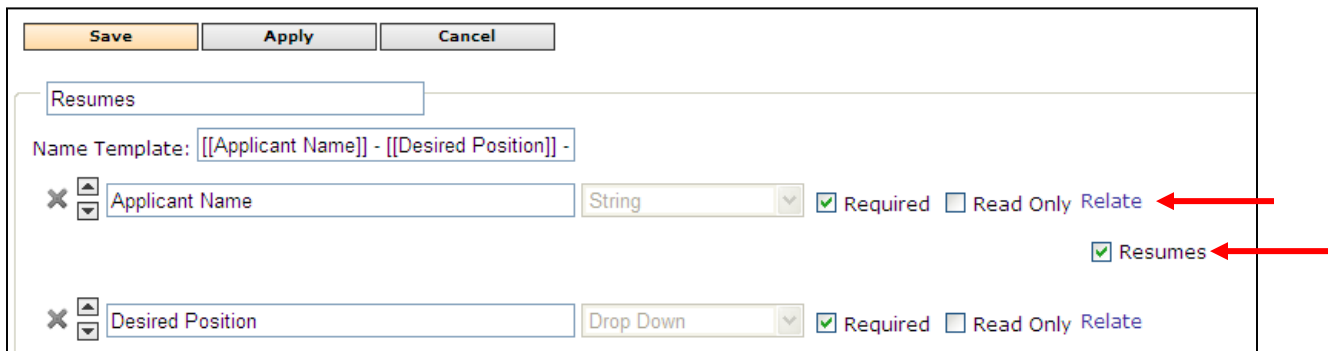 Save Apply Cancel
Resumes
Name Template: [[Applicant Name]] - [[Desired Position]] -
Applicant Name String Required Read Only Relate
Resumes
Desired Position Drop Down Required Read Only Relate